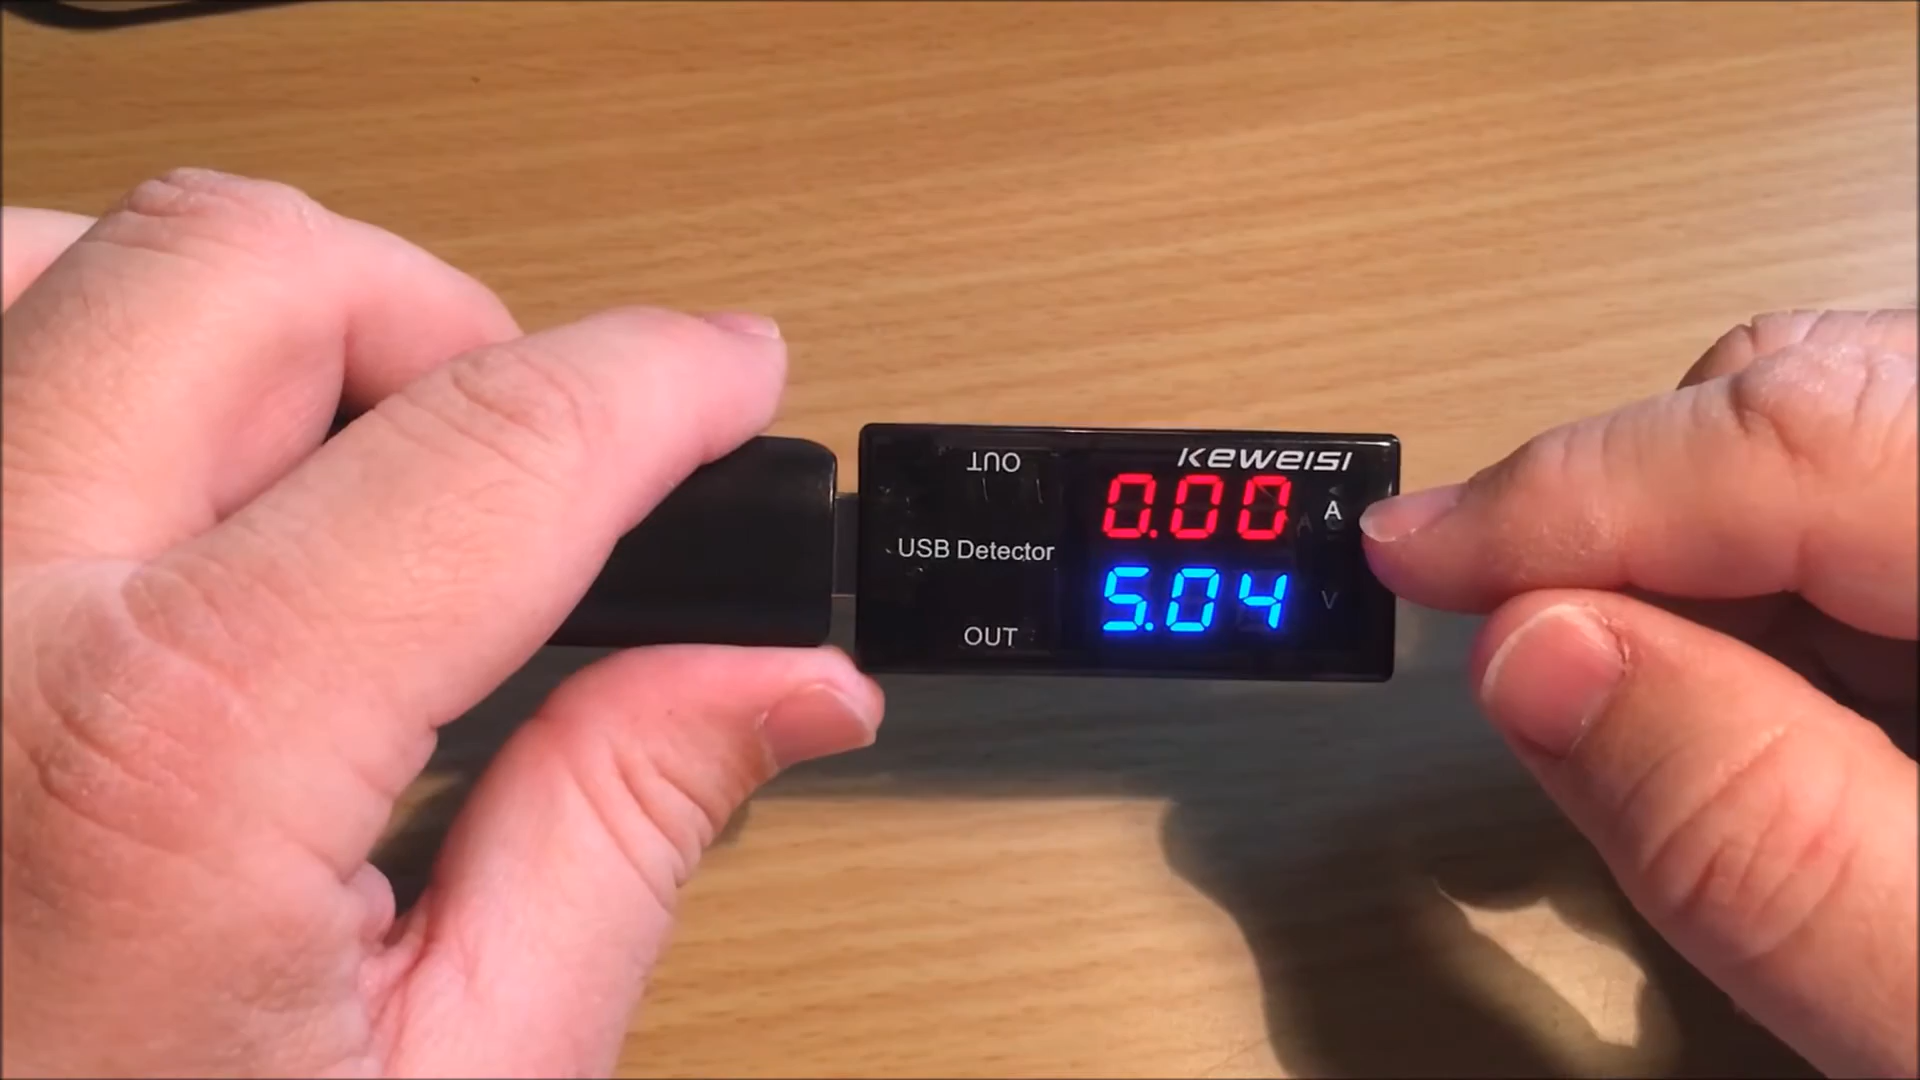 OUT
KEWEISI
0.00 A
USB Detector
5.04 V
OUT